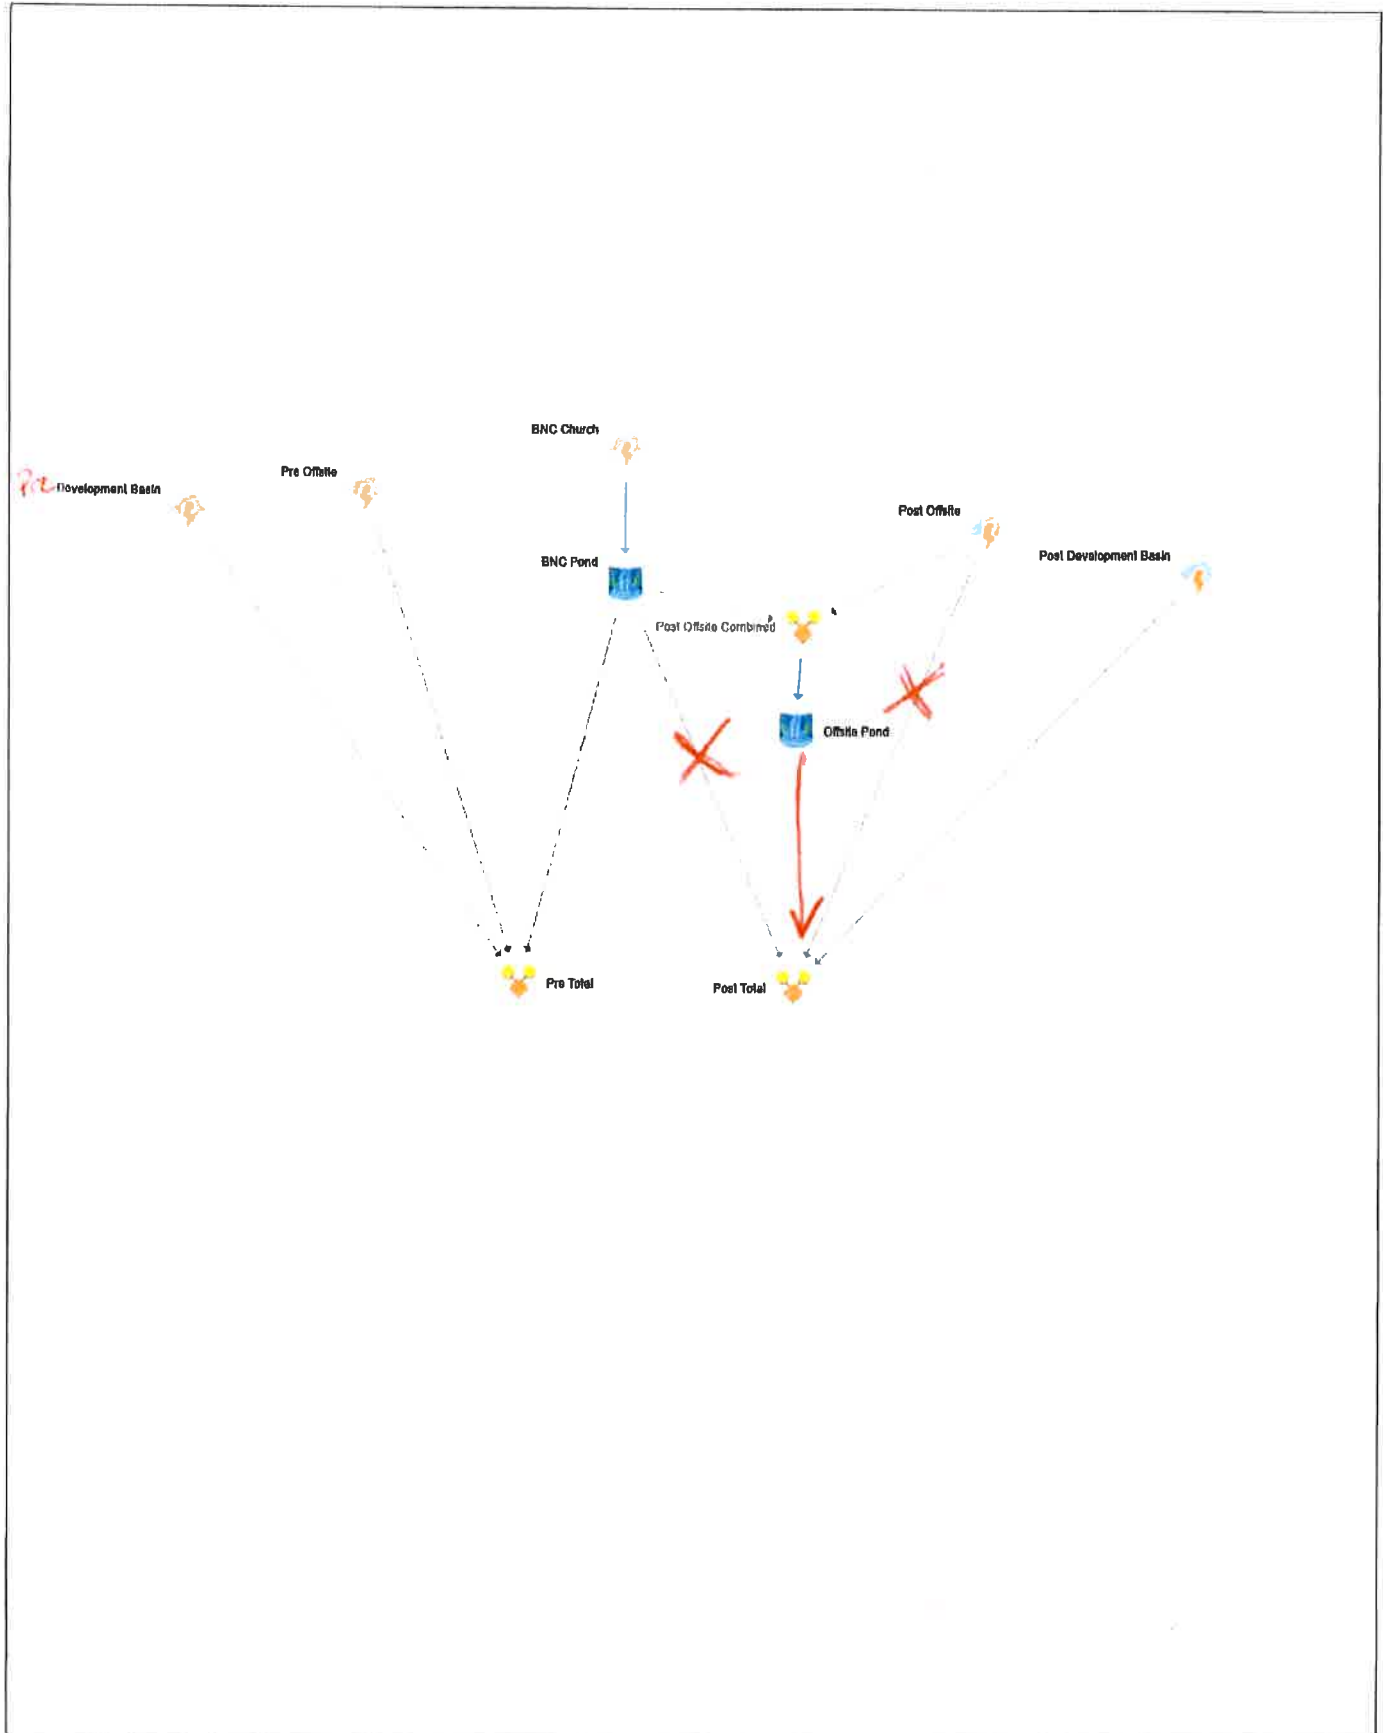 BNC Church
Pre Offsite
Pre Development Basin
Post Offsite
Post Development Basin
BNC Pond
Post Offsite Combined
Offsite Pond
Pre Total
Post Total